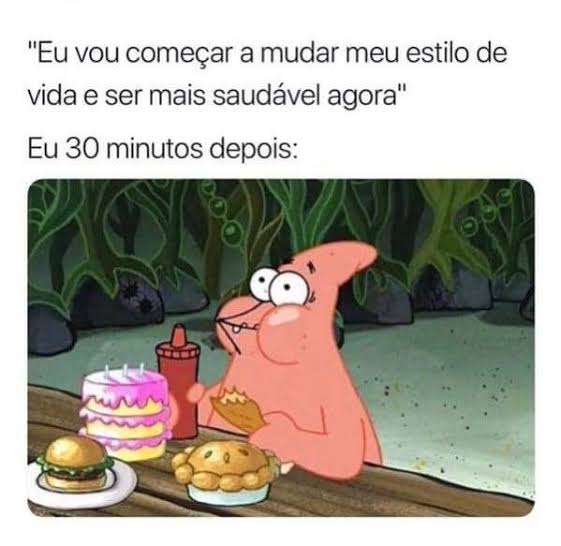 "Eu vou começar a mudar meu estilo de
vida e ser mais saudável agora"
Eu 30 minutos depois: